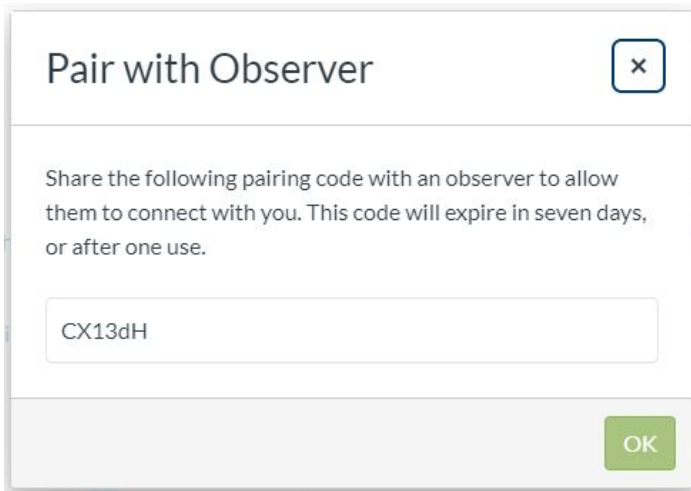 Pair with Observer
×
Share the following pairing code with an observer to allow
them to connect with you. This code will expire in seven days,
or after one use.
CX13dH
OK